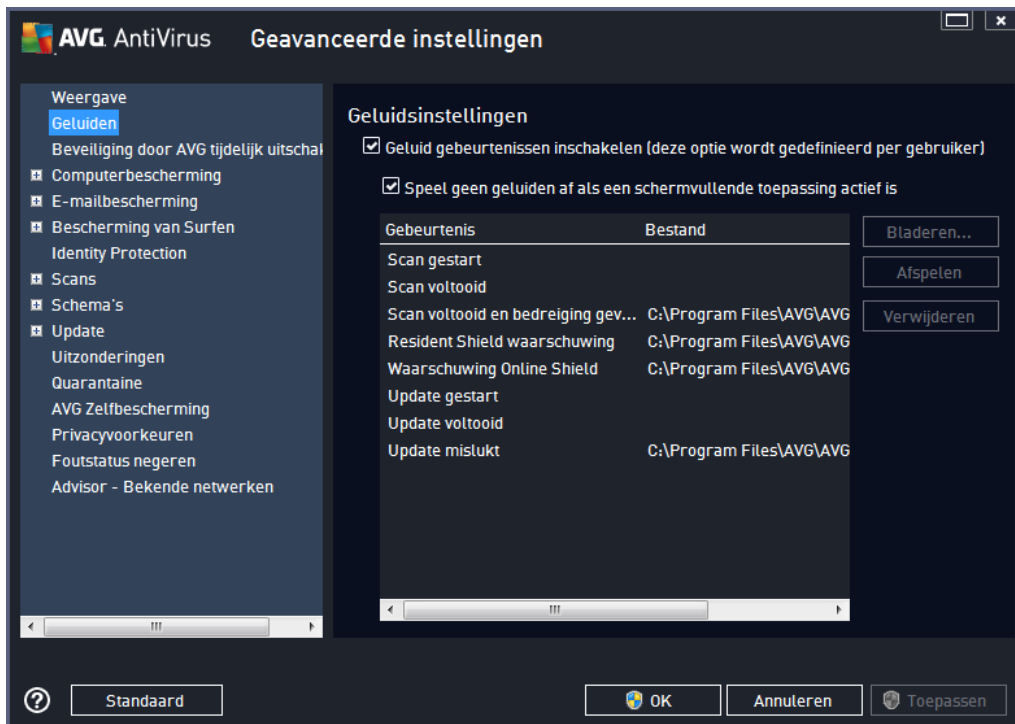 AVG. AntiVirus Geavanceerde instellingen
Weergave
Geluiden
Beveiliging door AVG tijdelijk uitschak
Computerbescherming
E-mailbescherming
Bescherming van Surfen
Identity Protection
Scans
Schema's
Update
Uitzonderingen
Quarantaine
AVG Zelfbescherming
Privacyvoorkeuren
Foutstatus negeren
Advisor - Bekende netwerken
Geluidsinstellingen
Geluid gebeurtenissen inschakelen (deze optie wordt gedefinieerd per gebruiker)
Speel geen geluiden af als een schermvullende toepassing actief is
Gebeurtenis Bestand
Scan gestart
Scan voltooid
Scan voltooid en bedreiging gev... C:\Program Files\AVG\AVG
Resident Shield waarschuwing C:\Program Files\AVG\AVG
Waarschuwing Online Shield C:\Program Files\AVG\AVG
Update gestart
Update voltooid
Update mislukt C:\Program Files\AVG\AVG
Bladeren...
Afspelen
Verwijderen
Standaard
OK
Annuleren
Toepassen